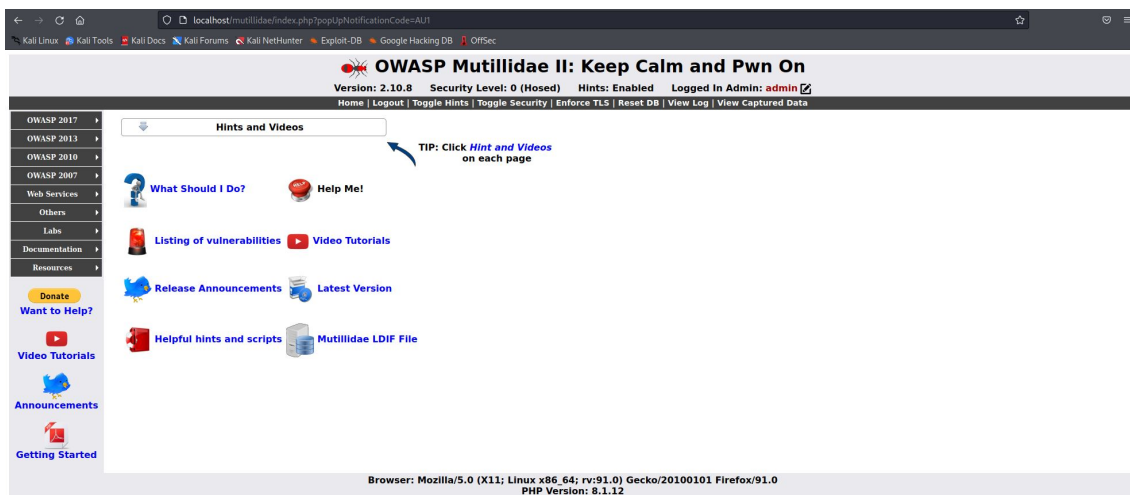 localhost/mutillidae/index.php?popUpNotificationCode=AU1
Kali Linux Kali Tools Kali Docs Kali Forums Kali NetHunter Exploit-DB Google Hacking DB OffSec
OWASP Mutillidae II: Keep Calm and Pwn On
Version: 2.10.8 Security Level: 0 (Hosed) Hints: Enabled Logged In Admin: admin
Home | Logout | Toggle Hints | Toggle Security | Enforce TLS | Reset DB | View Log | View Captured Data
OWASP 2017
OWASP 2013
OWASP 2010
OWASP 2007
Web Services
Others
Labs
Documentation
Resources
Donate
Want to Help?
Video Tutorials
Announcements
Getting Started
Hints and Videos
TIP: Click Hint and Videos
on each page
What Should I Do? Help Me!
Listing of vulnerabilities Video Tutorials
Release Announcements Latest Version
Helpful hints and scripts Mutillidae LDIF File
Browser: Mozilla/5.0 (X11; Linux x86_64; rv:91.0) Gecko/20100101 Firefox/91.0
PHP Version: 8.1.12